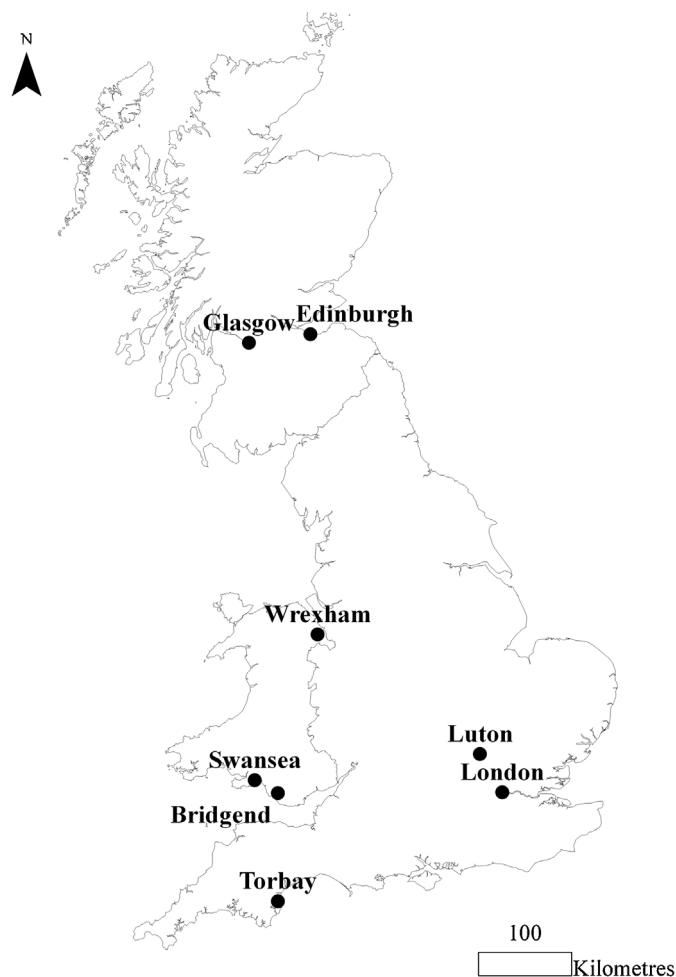 N
Glasgow
Edinburgh
Wrexham
Luton
Swansea
London
Bridgend
Torbay
100
Kilometres